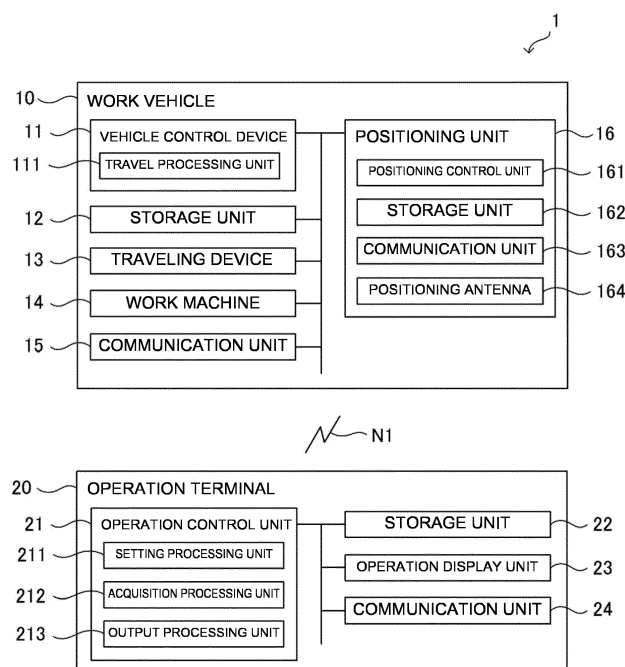 1
10
WORK VEHICLE
11
VEHICLE CONTROL DEVICE
111
TRAVEL PROCESSING UNIT
12
STORAGE UNIT
13
TRAVELING DEVICE
14
WORK MACHINE
15
COMMUNICATION UNIT
POSITIONING UNIT
16
POSITIONING CONTROL UNIT
161
STORAGE UNIT
162
COMMUNICATION UNIT
163
POSITIONING ANTENNA
164
N1
20
OPERATION TERMINAL
21
OPERATION CONTROL UNIT
211
SETTING PROCESSING UNIT
212
ACQUISITION PROCESSING UNIT
213
OUTPUT PROCESSING UNIT
STORAGE UNIT
22
OPERATION DISPLAY UNIT
23
COMMUNICATION UNIT
24